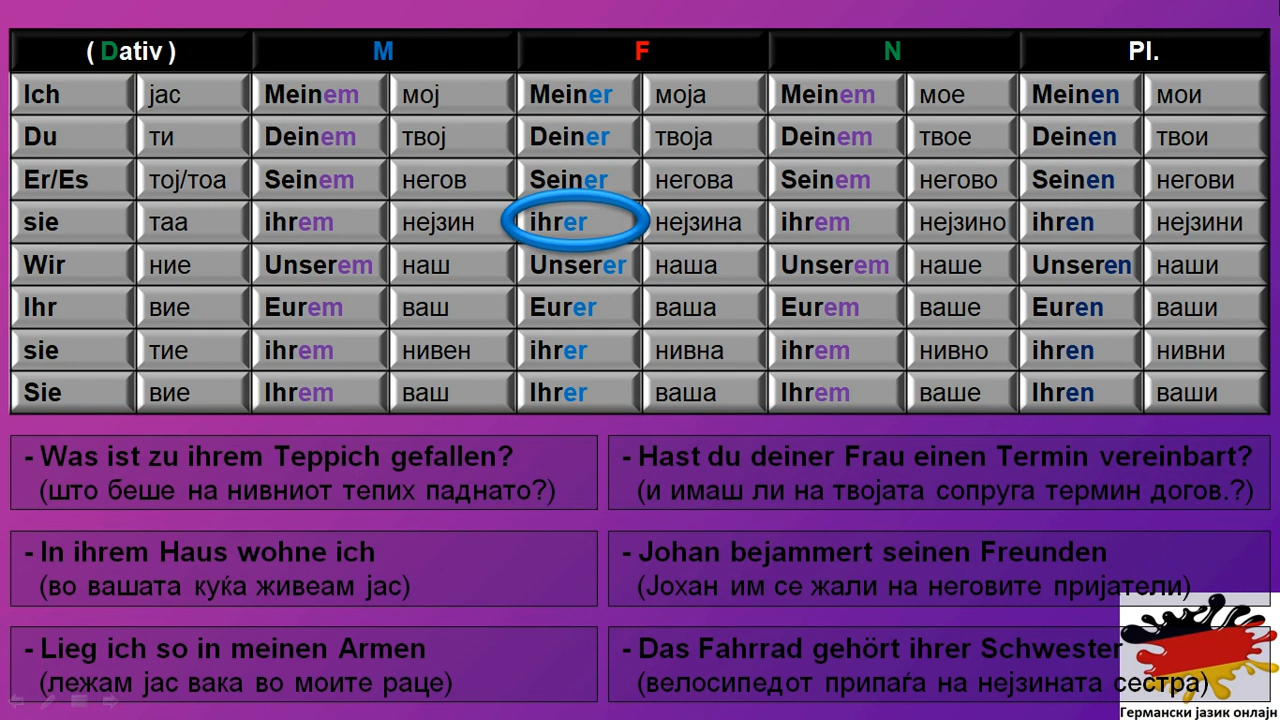 ( Dativ ) M F N Pl.
Ich јас Meinem мој Meiner моја Meinem мое Meinen мои
Du ти Deinem твој Deiner твоја Deinem твое Deinen твои
Er/Es тој/тоа Seinem негов Seiner негова Seinem негово Seinen негови
sie таа ihrem нејзин ihrer нејзина ihrem нејзино ihren нејзини
Wir ние Unserem наш Unserer наша Unserem наше Unseren наши
Ihr вие Eurem ваш Eurer ваша Eurem ваше Euren ваши
sie тие ihrem нивен ihrer нивна ihrem нивно ihren нивни
Sie вие Ihrem ваш Ihrer ваша Ihrem ваше Ihren ваши
- Was ist zu ihrem Teppich gefallen?
(што беше на нивниот тепих паднато?)
- Hast du deiner Frau einen Termin vereinbart?
(и имаш ли на твојата сопруга термин догов.?)
- In ihrem Haus wohne ich
(во вашата куќа живеам јас)
- Johan bejammert seinen Freunden
(Јохан им се жали на неговите пријатели)
- Lieg ich so in meinen Armen
(лежам јас вака во моите раце)
- Das Fahrrad gehört ihrer Schwester
(велосипедот припаѓа на нејзината сестра)
Германски јазик онлајн